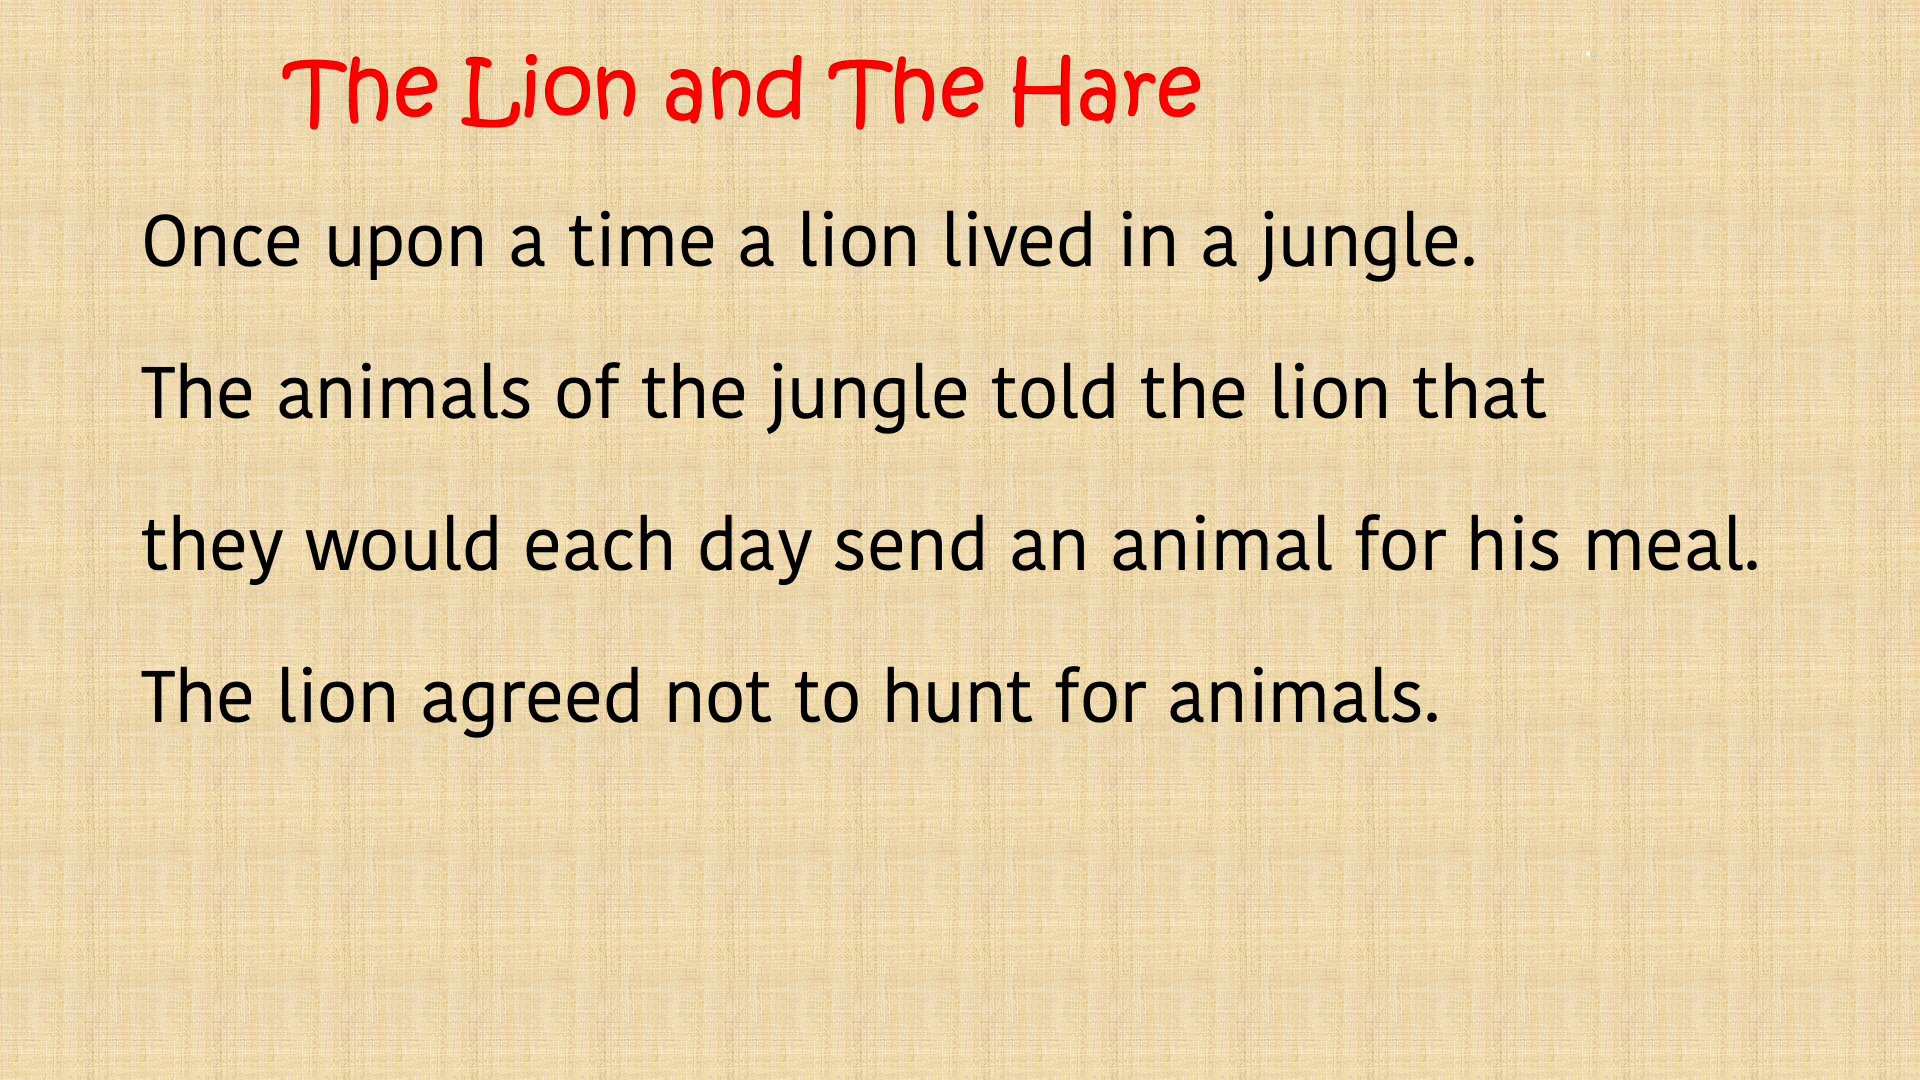 The Lion and The Hare
Once upon a time a lion lived in a jungle.
The animals of the jungle told the lion that
they would each day send an animal for his meal.
The lion agreed not to hunt for animals.